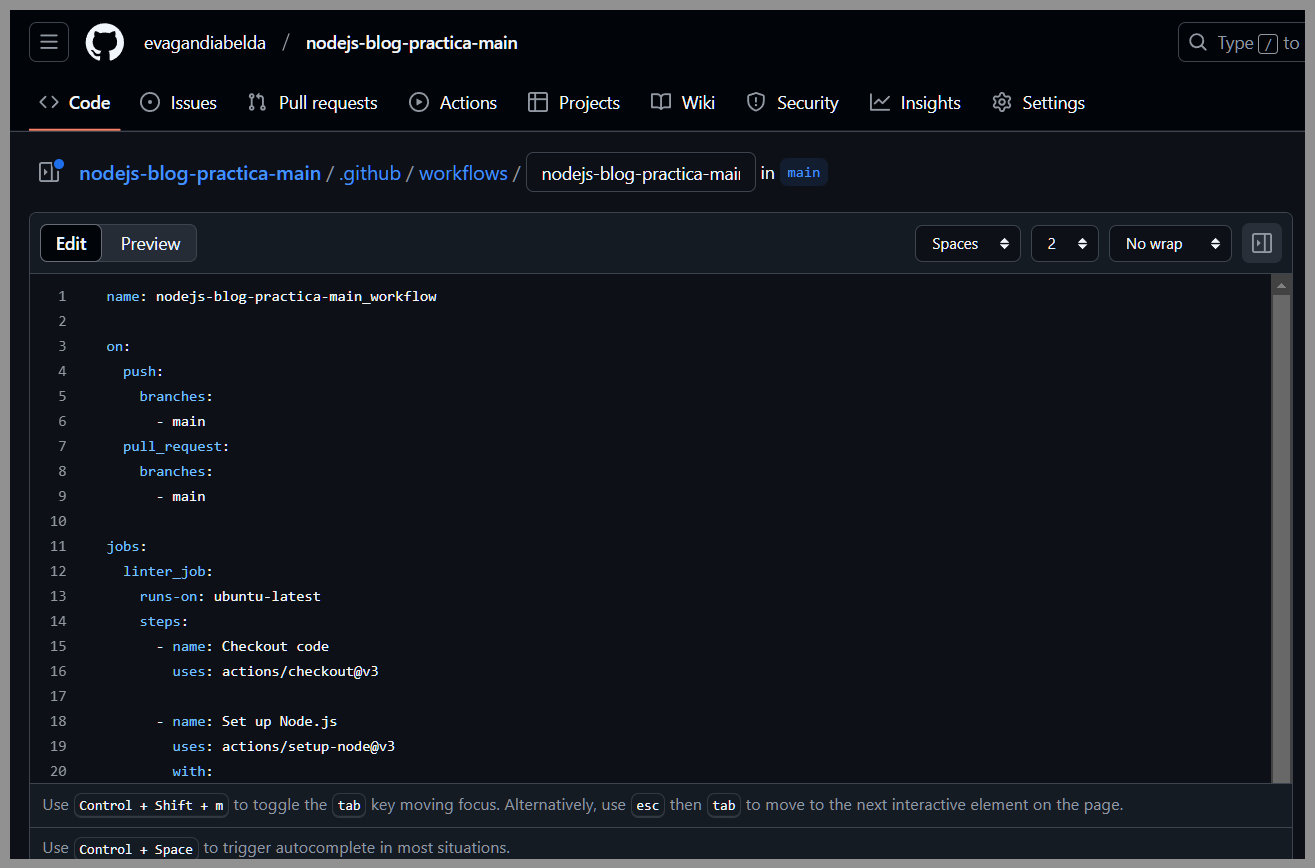 evagandiabelda / nodejs-blog-practica-main Type / to
Code Issues Pull requests Actions Projects Wiki Security Insights Settings
nodejs-blog-practica-main / .github / workflows / nodejs-blog-practica-mai in main
Edit Preview Spaces 2 No wrap
1 name: nodejs-blog-practica-main_workflow
2
3 on:
4 push:
5 branches:
6 - main
7 pull_request:
8 branches:
9 - main
10
11 jobs:
12 linter_job:
13 runs-on: ubuntu-latest
14 steps:
15 - name: Checkout code
16 uses: actions/checkout@v3
17
18 - name: Set up Node.js
19 uses: actions/setup-node@v3
20 with:
Use Control + Shift + m to toggle the tab key moving focus. Alternatively, use esc then tab to move to the next interactive element on the page.
Use Control + Space to trigger autocomplete in most situations.